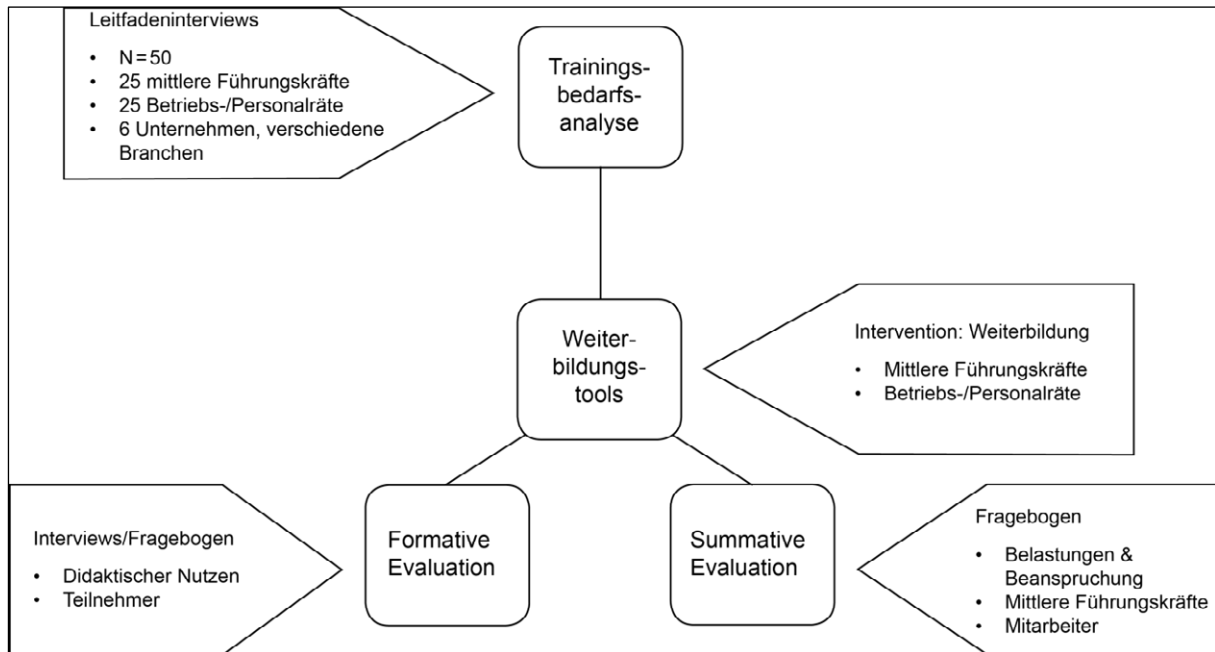 Leitfadeninterviews
• N = 50
• 25 mittlere Führungskräfte
• 25 Betriebs-/Personalräte
• 6 Unternehmen, verschiedene
Branchen
Trainings-
bedarfs-
analyse
Weiter-
bildungs-
tools
Intervention: Weiterbildung
• Mittlere Führungskräfte
• Betriebs-/Personalräte
Interviews/Fragebogen
• Didaktischer Nutzen
• Teilnehmer
Formative
Evaluation
Summative
Evaluation
Fragebogen
• Belastungen &
Beanspruchung
• Mittlere Führungskräfte
• Mitarbeiter